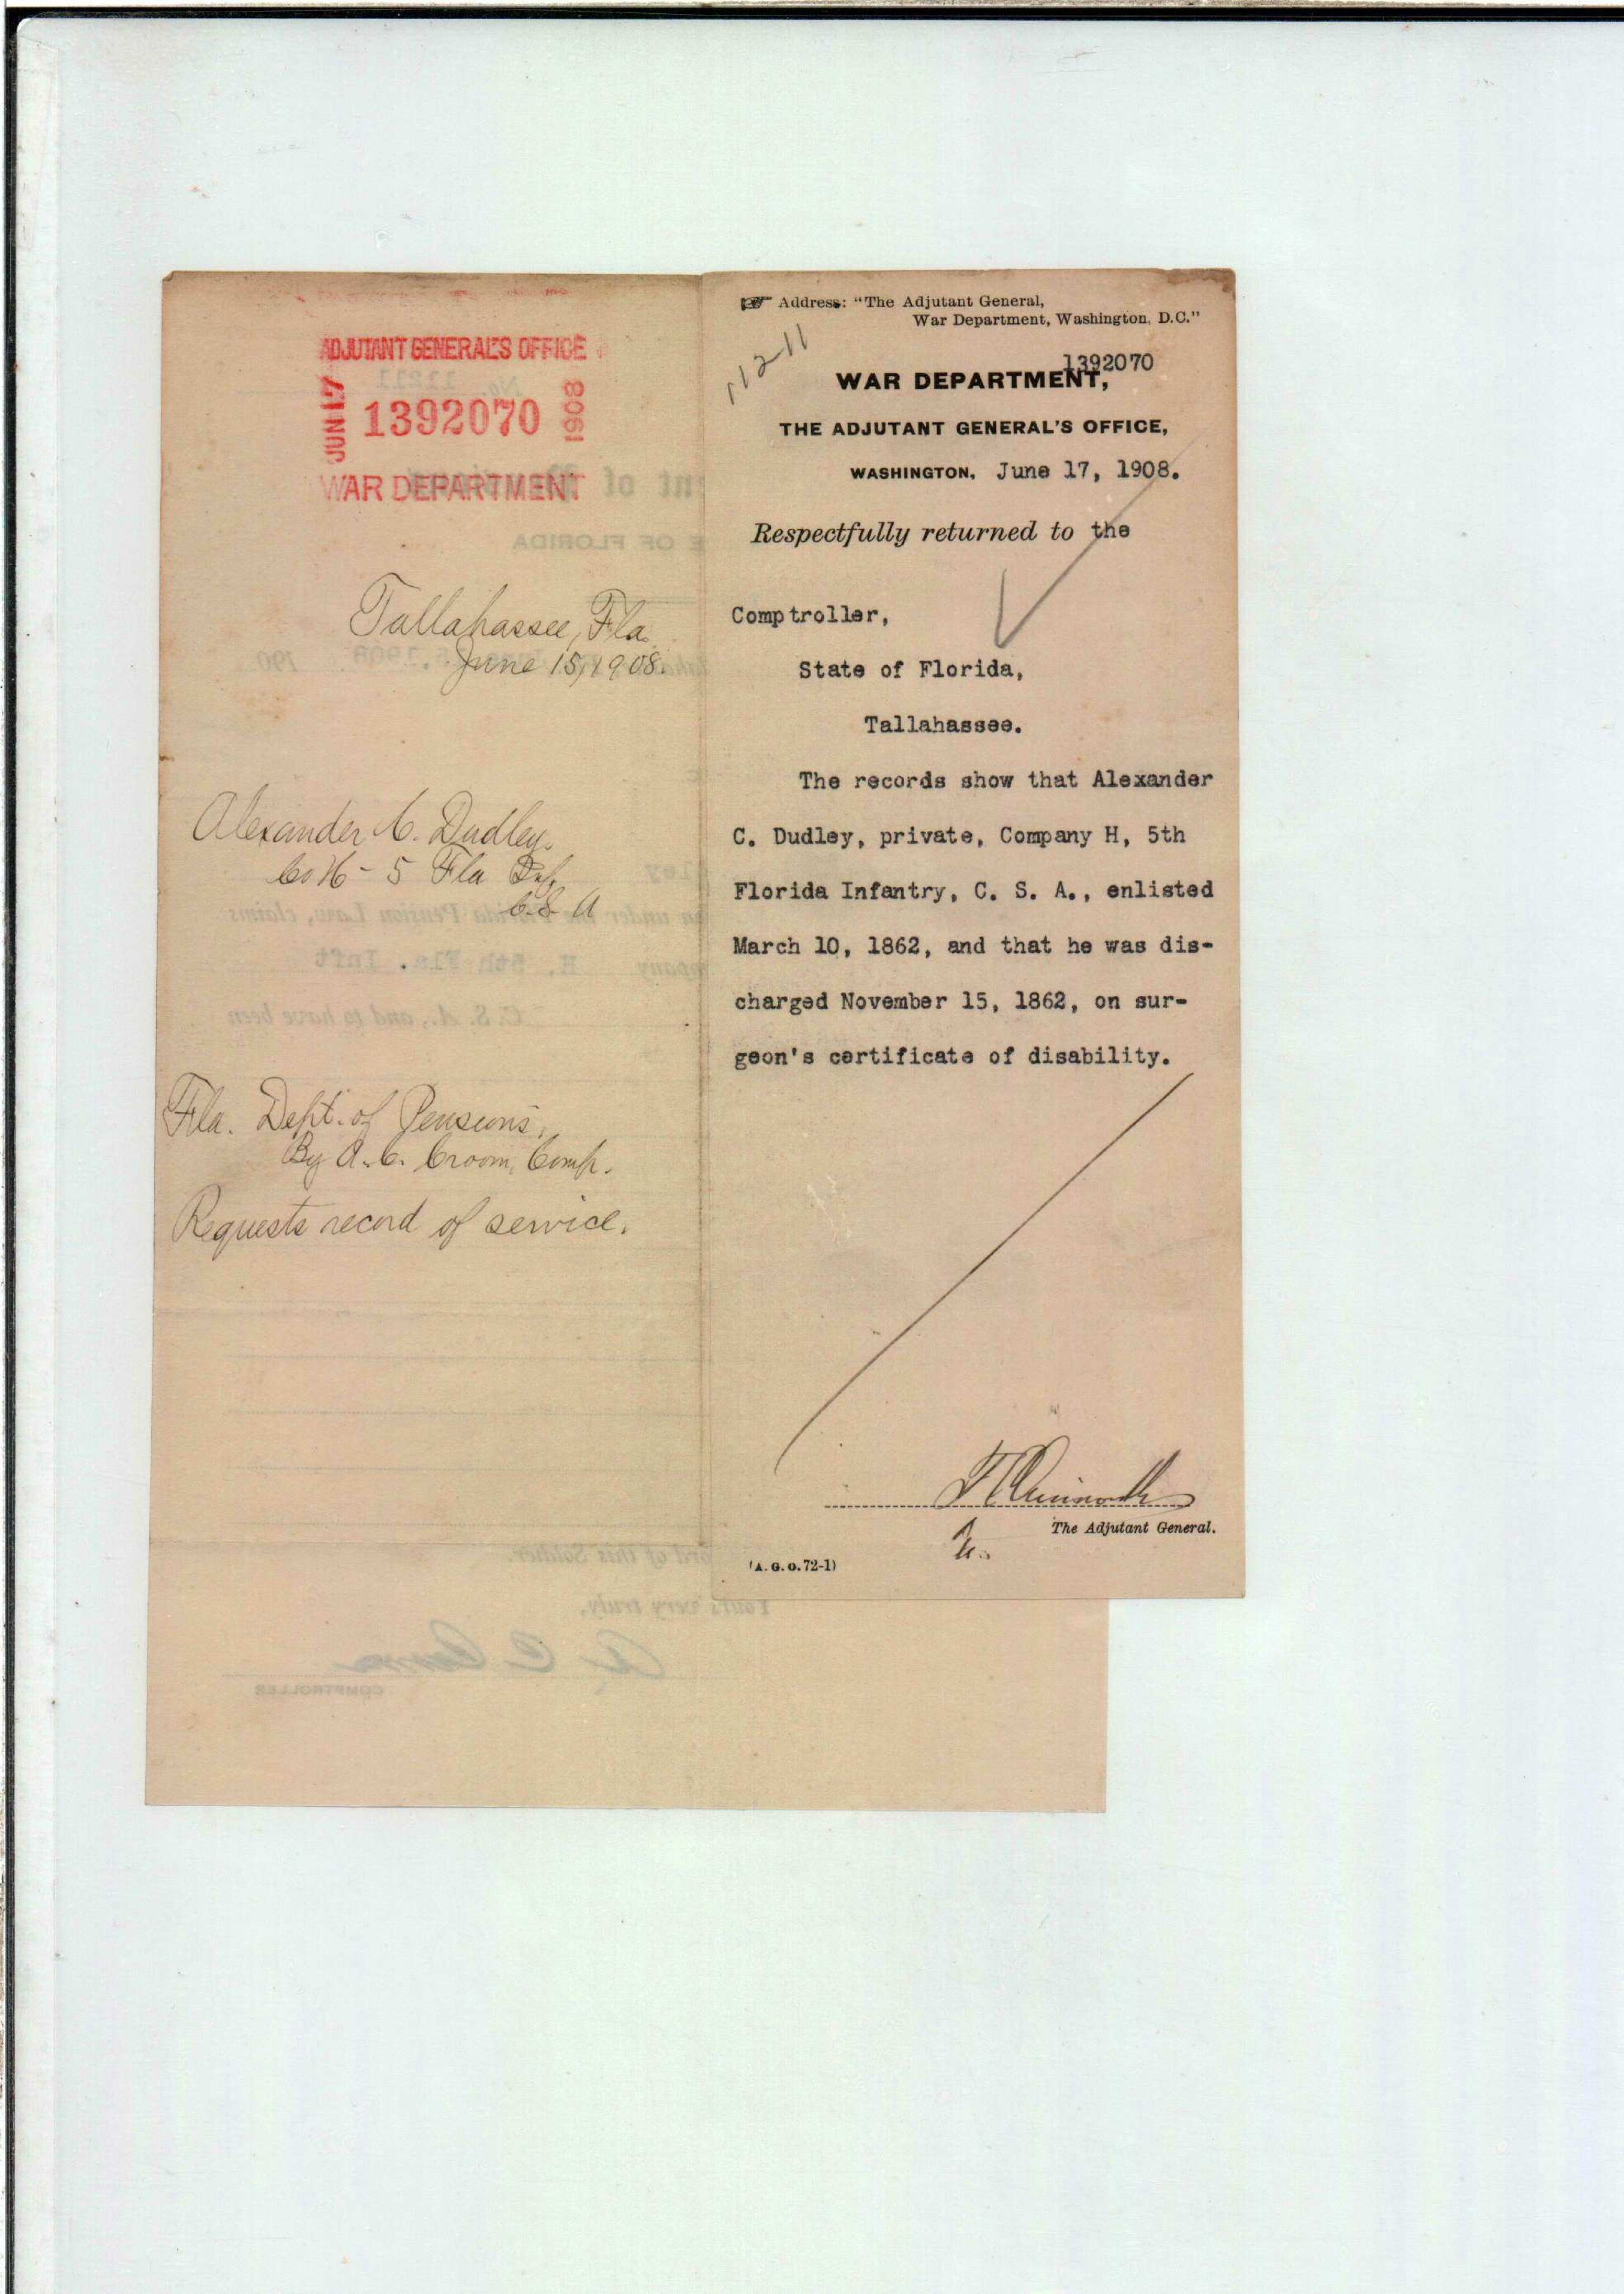 ADJUTANT GENERAL'S OFFICE
JUN 17 1392070 1908
WAR DEPARTMENT
Tallahassee, Fla.
June 15, 1908.
Alexander C. Dudley.
Co H - 5 Fla Inf.
C. S. A
Fla. Dept. of Pensions,
By A. C. Croom, Comp.
Requests record of service.
Address: "The Adjutant General,
War Department, Washington, D.C."
11211
1392070
WAR DEPARTMENT,
THE ADJUTANT GENERAL'S OFFICE,
WASHINGTON, June 17, 1908.
Respectfully returned to the
Comptroller,
State of Florida,
Tallahassee.
The records show that Alexander
C. Dudley, private, Company H, 5th
Florida Infantry, C. S. A., enlisted
March 10, 1862, and that he was dis-
charged November 15, 1862, on sur-
geon's certificate of disability.
The Adjutant General.
(A. G. O. 72-1)